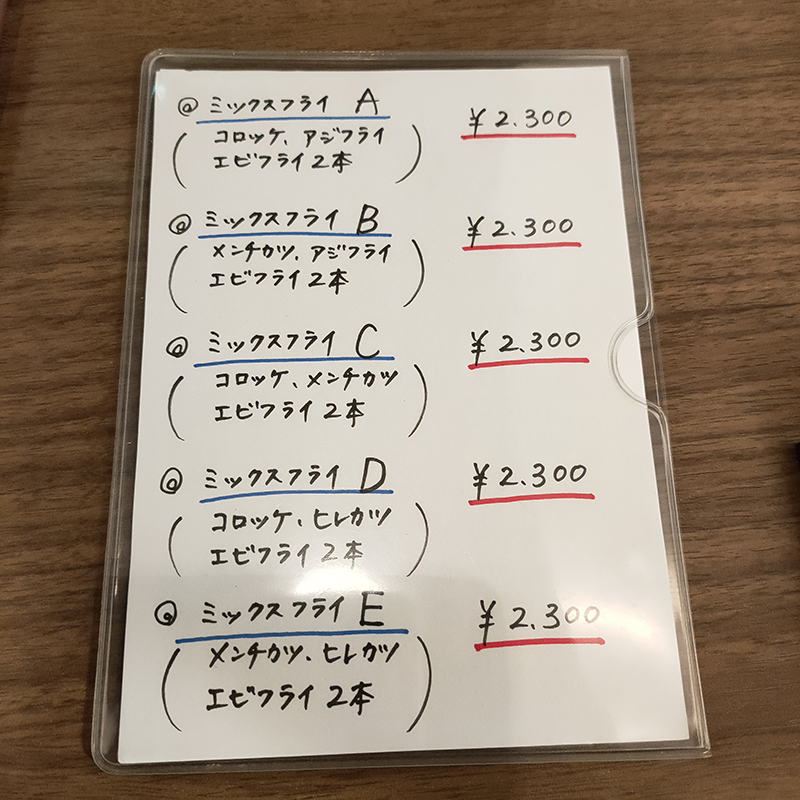 ◎ ミックスフライ A ¥2.300
(コロッケ、アジフライ
エビフライ2本)
◎ ミックスフライ B ¥2.300
(メンチカツ、アジフライ
エビフライ2本)
◎ ミックスフライ C ¥2.300
(コロッケ、メンチカツ
エビフライ2本)
◎ ミックスフライ D ¥2.300
(コロッケ、ヒレカツ
エビフライ2本)
◎ ミックスフライ E ¥2.300
(メンチカツ、ヒレカツ
エビフライ2本)